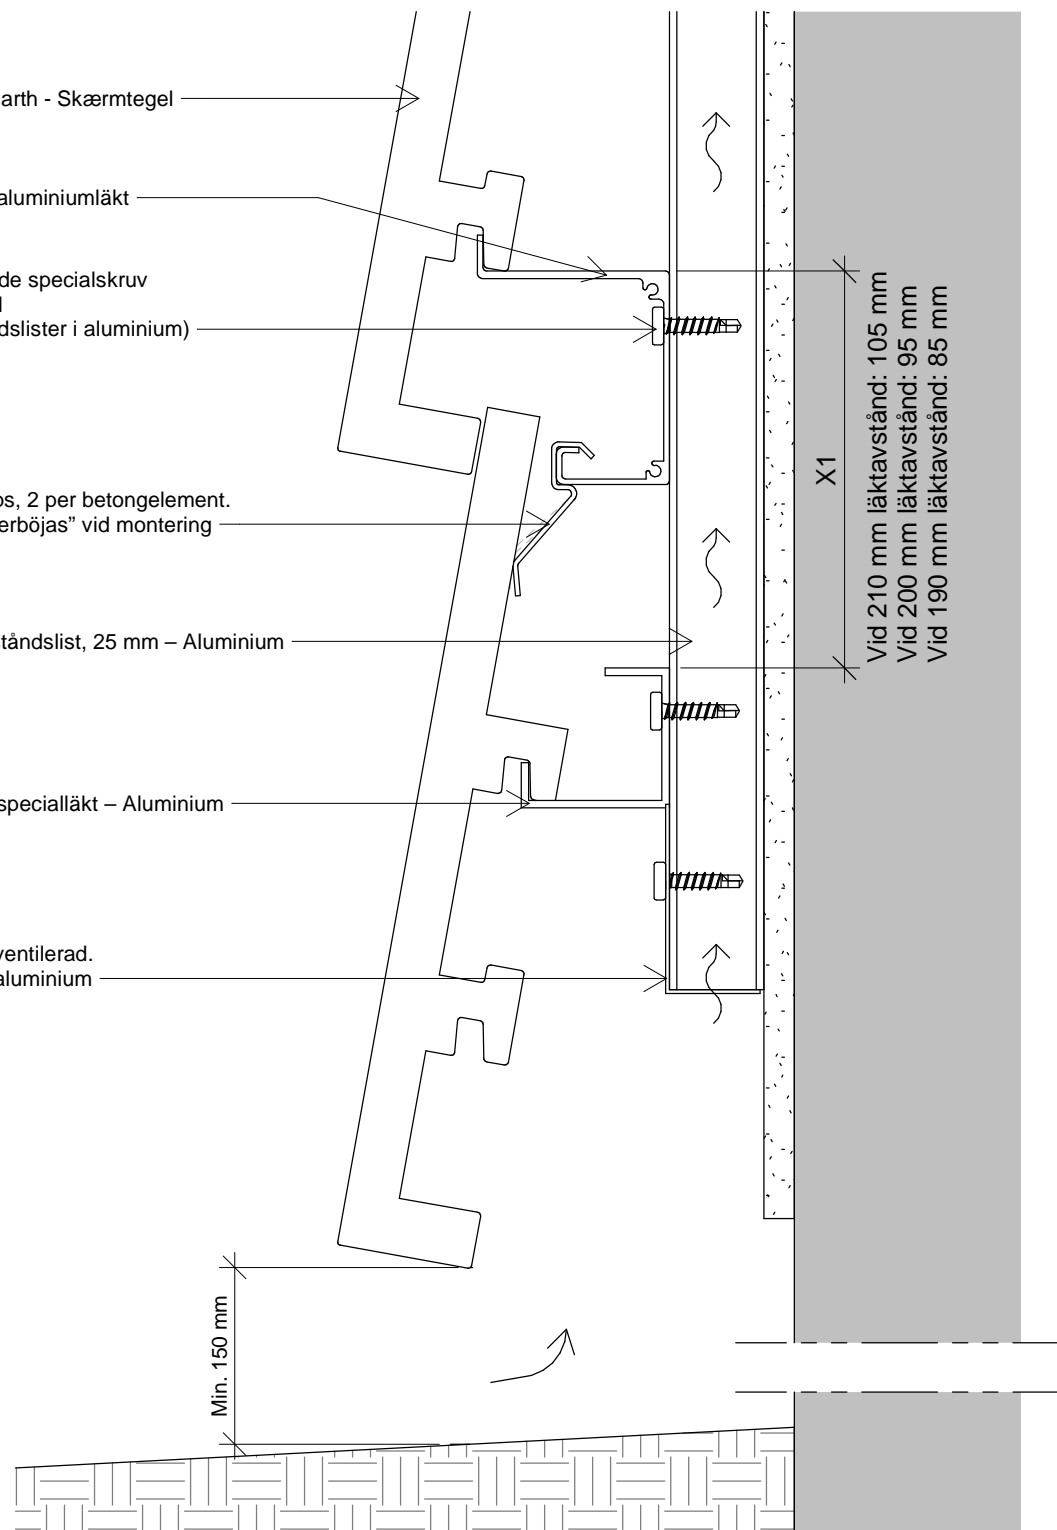 arth - Skærmtegel
aluminiumläkt
de specialskruv
dslister i aluminium)
os, 2 per betongelement.
erböjas” vid montering
ståndslist, 25 mm – Aluminium
specialläkt – Aluminium
ventilerad.
aluminium
Min. 150 mm
X1
Vid 210 mm läktavstånd: 105 mm
Vid 200 mm läktavstånd: 95 mm
Vid 190 mm läktavstånd: 85 mm